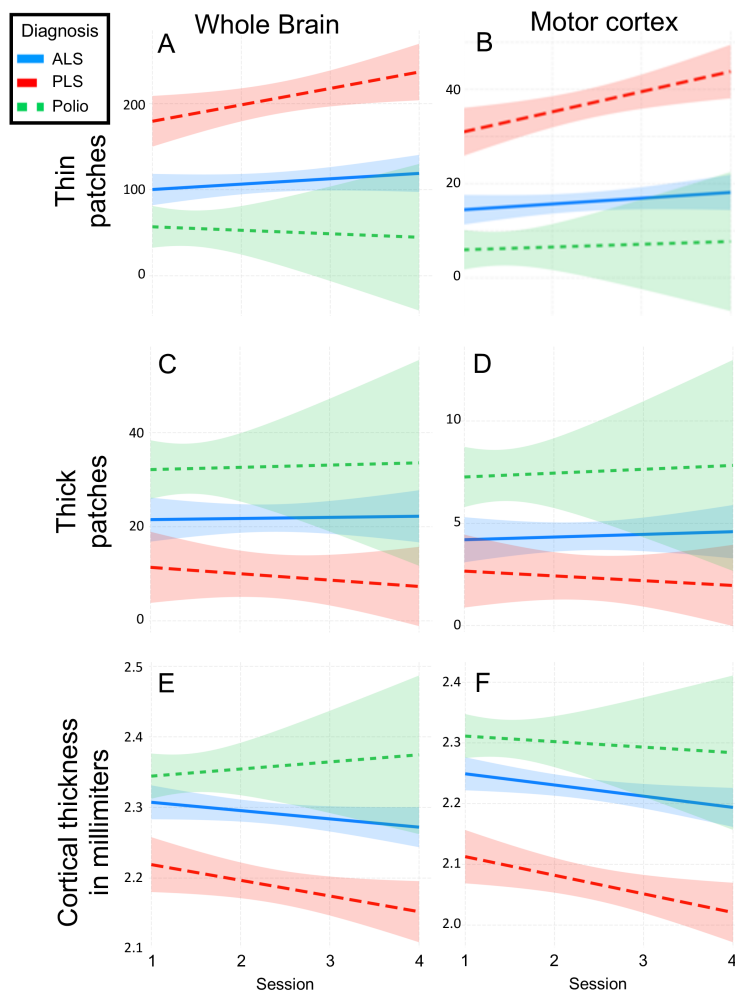 Diagnosis
ALS
PLS
Polio
Whole Brain
Motor cortex
A
B
Thin
patches
200
100
0
40
20
0
C
D
Thick
patches
40
20
0
10
5
0
E
F
Cortical thickness
in millimiters
2.5
2.4
2.3
2.2
2.1
2.4
2.3
2.2
2.1
2.0
1 2 3 4
1 2 3 4
Session
Session